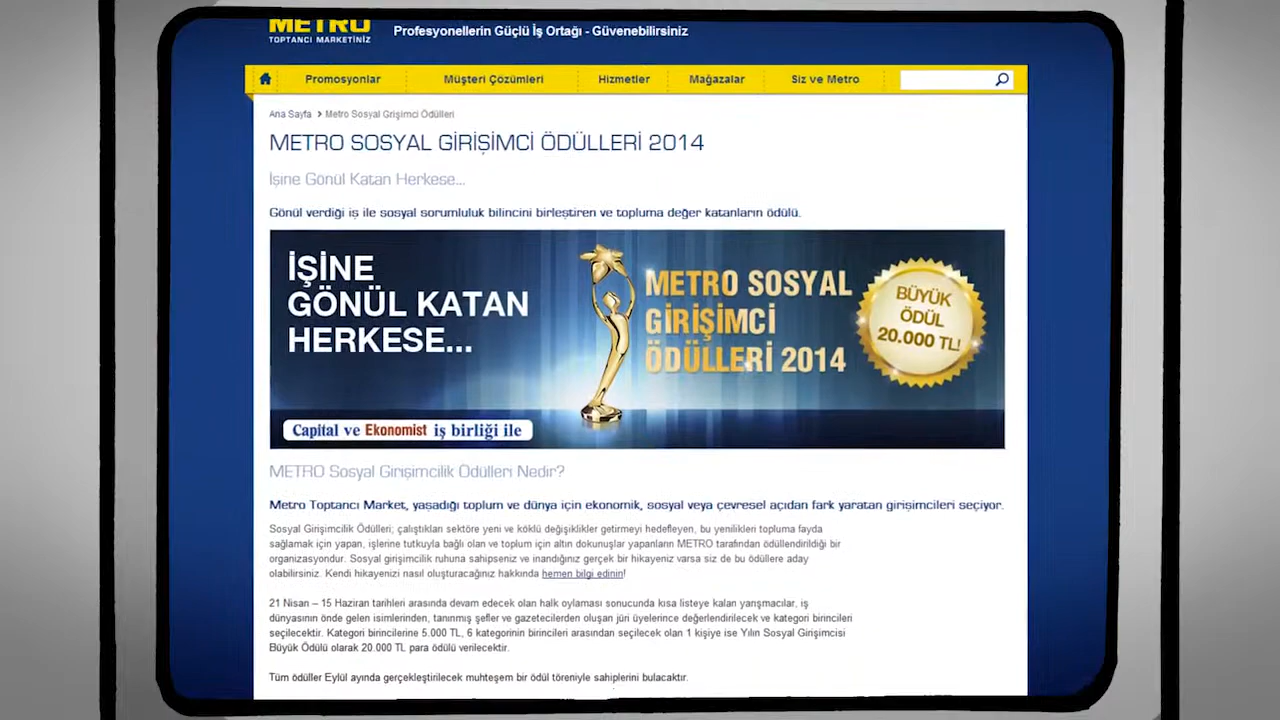 METRO
TOPTANCI MARKETİNİZ
Profesyonellerin Güçlü İş Ortağı - Güvenebilirsiniz
Promosyonlar
Müşteri Çözümleri
Hizmetler
Mağazalar
Siz ve Metro
Ana Sayfa > Metro Sosyal Grişimci Ödülleri
METRO SOSYAL GİRİŞİMCİ ÖDÜLLERİ 2014
İşine Gönül Katan Herkese...
Gönül verdiği iş ile sosyal sorumluluk bilincini birleştiren ve topluma değer katanların ödülü.
İŞİNE
GÖNÜL KATAN
HERKESE...
METRO SOSYAL
GİRİŞİMCİ
ÖDÜLLERİ 2014
BÜYÜK
ÖDÜL
20.000 TL!
Capital ve Ekonomist iş birliği ile
METRO Sosyal Girişimcilik Ödülleri Nedir?
Metro Toptancı Market, yaşadığı toplum ve dünya için ekonomik, sosyal veya çevresel açıdan fark yaratan girişimcileri seçiyor.
Sosyal Girişimcilik Ödülleri; çalıştıkları sektöre yeni ve köklü değişiklikler getirmeyi hedefleyen, bu yenilikleri topluma fayda
sağlamak için yapan, işlerine tutkuyla bağlı olan ve toplum için altın dokunuşlar yapanların METRO tarafından ödüllendirildiği bir
organizasyondur. Sosyal girişimcilik ruhuna sahipseniz ve inandığınız gerçek bir hikayeniz varsa siz de bu ödüllere aday
olabilirsiniz. Kendi hikayenizi nasıl oluşturacağınız hakkında hemen bilgi edinin!
21 Nisan – 15 Haziran tarihleri arasında devam edecek olan halk oylaması sonucunda kısa listeye kalan yarışmacılar, iş
dünyasının önde gelen isimlerinden, tanınmış şefler ve gazetecilerden oluşan jüri üyelerince değerlendirilecek ve kategori birincileri
seçilecektir. Kategori birincilerine 5.000 TL, 6 kategorinin birincileri arasından seçilecek olan 1 kişiye ise Yılın Sosyal Girişimcisi
Büyük Ödülü olarak 20.000 TL para ödülü verilecektir.
Tüm ödüller Eylül ayında gerçekleştirilecek muhteşem bir ödül töreniyle sahiplerini bulacaktır.